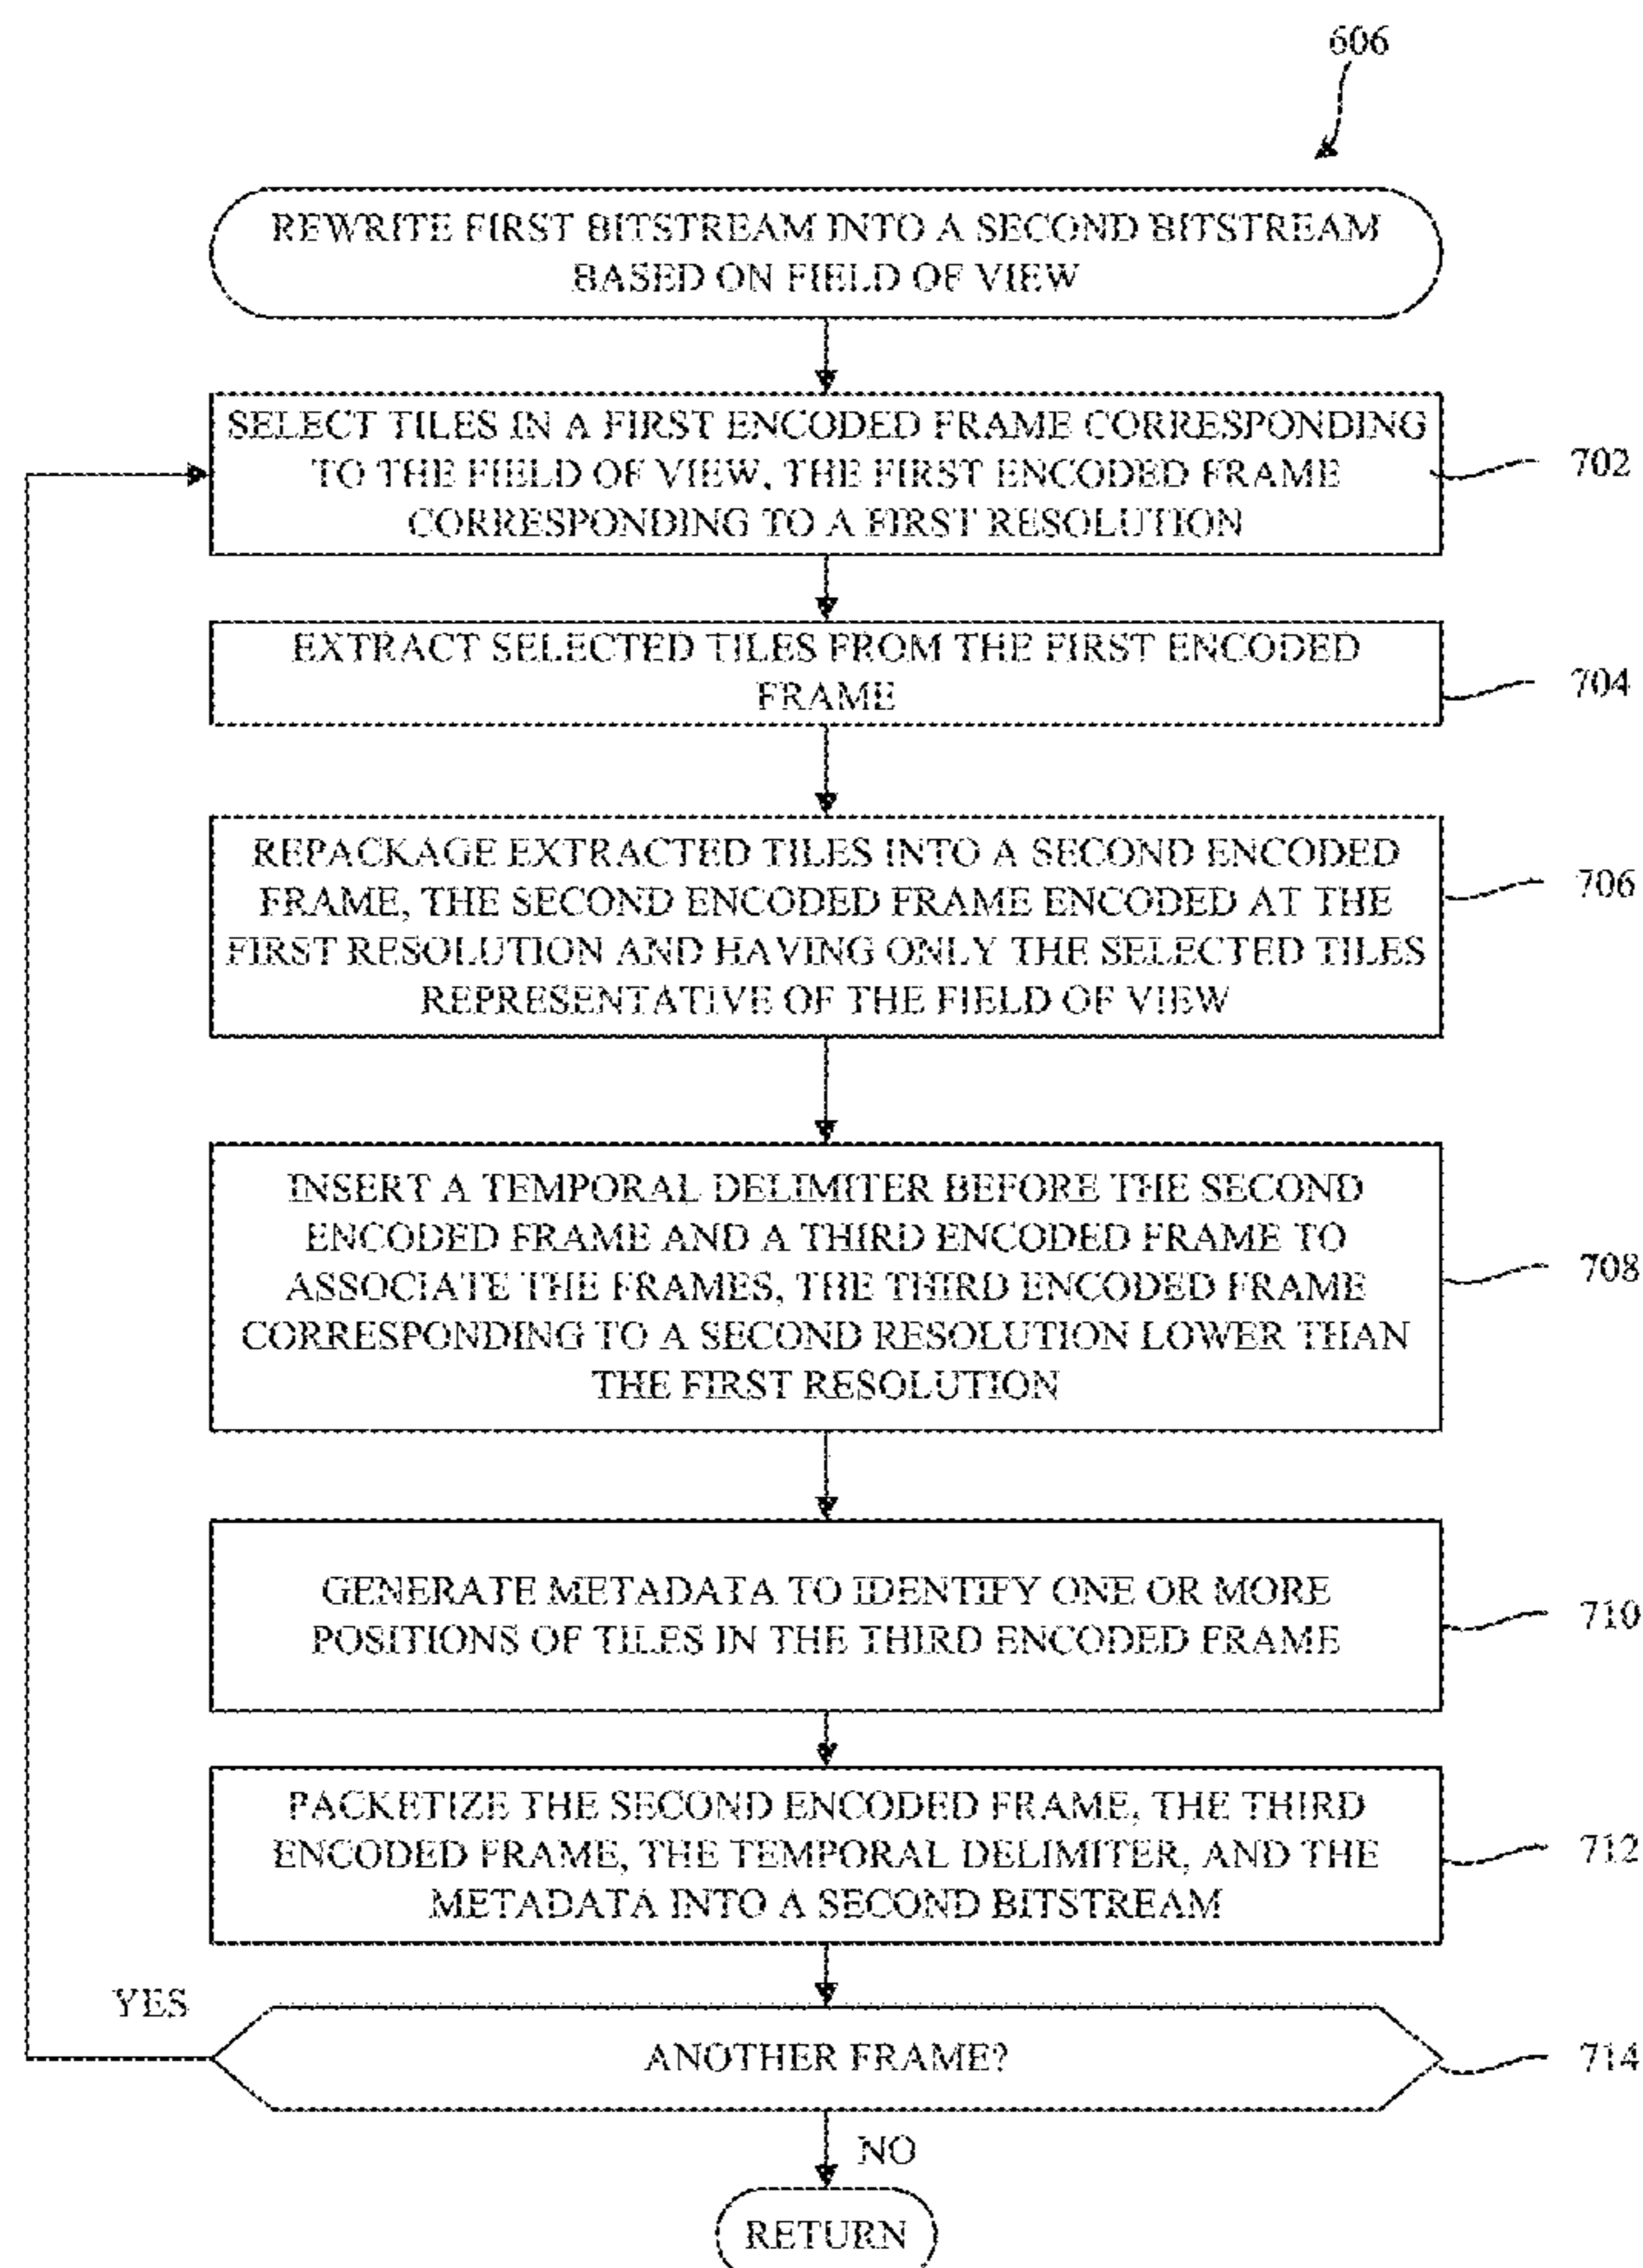 606
REWRITE FIRST BITSTREAM INTO A SECOND BITSTREAM
BASED ON FIELD OF VIEW
SELECT TILES IN A FIRST ENCODED FRAME CORRESPONDING
TO THE FIELD OF VIEW, THE FIRST ENCODED FRAME
CORRESPONDING TO A FIRST RESOLUTION
702
EXTRACT SELECTED TILES FROM THE FIRST ENCODED
FRAME
704
REPACKAGE EXTRACTED TILES INTO A SECOND ENCODED
FRAME, THE SECOND ENCODED FRAME ENCODED AT THE
FIRST RESOLUTION AND HAVING ONLY THE SELECTED TILES
REPRESENTATIVE OF THE FIELD OF VIEW
706
INSERT A TEMPORAL DELIMITER BEFORE THE SECOND
ENCODED FRAME AND A THIRD ENCODED FRAME TO
ASSOCIATE THE FRAMES, THE THIRD ENCODED FRAME
CORRESPONDING TO A SECOND RESOLUTION LOWER THAN
THE FIRST RESOLUTION
708
GENERATE METADATA TO IDENTIFY ONE OR MORE
POSITIONS OF TILES IN THE THIRD ENCODED FRAME
710
PACKETIZE THE SECOND ENCODED FRAME, THE THIRD
ENCODED FRAME, THE TEMPORAL DELIMITER, AND THE
METADATA INTO A SECOND BITSTREAM
712
YES
ANOTHER FRAME?
714
NO
RETURN